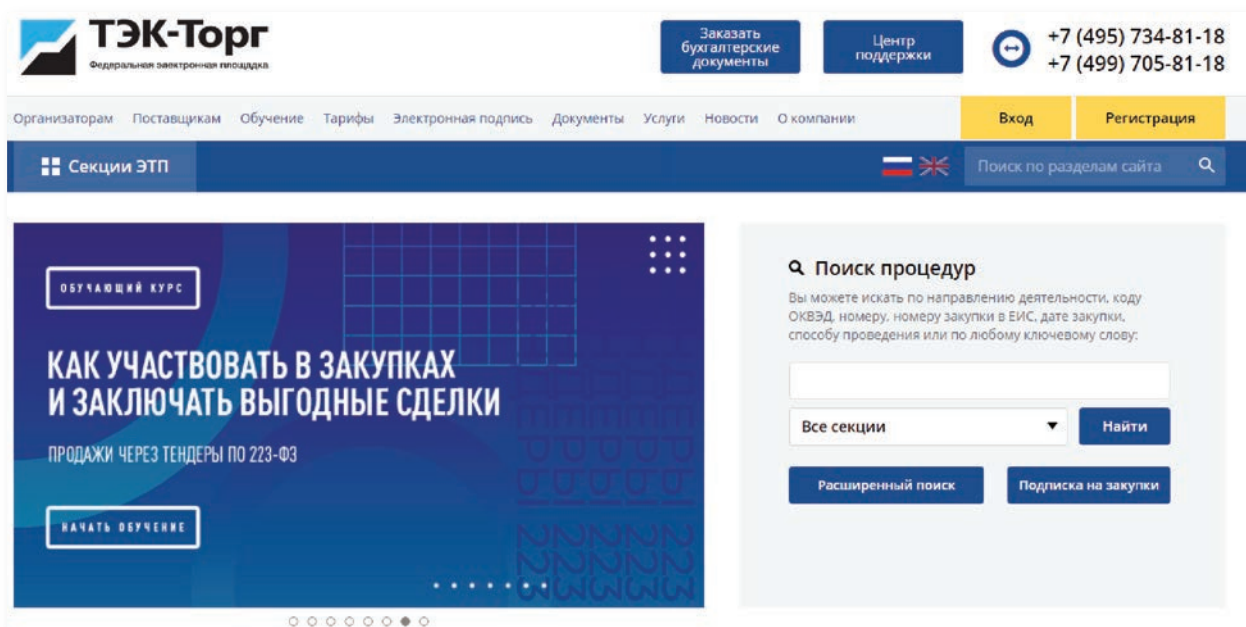 ТЭК-Торг
Федеральная электронная площадка
Заказать
бухгалтерские
документы
Центр
поддержки
+7 (495) 734-81-18
+7 (499) 705-81-18
Организаторам Поставщикам Обучение Тарифы Электронная подпись Документы Услуги Новости О компании Вход Регистрация
Секции ЭТП Поиск по разделам сайта
ОБУЧАЮЩИЙ КУРС
КАК УЧАСТВОВАТЬ В ЗАКУПКАХ
И ЗАКЛЮЧАТЬ ВЫГОДНЫЕ СДЕЛКИ
ПРОДАЖИ ЧЕРЕЗ ТЕНДЕРЫ ПО 223-ФЗ
НАЧАТЬ ОБУЧЕНИЕ
Поиск процедур
Вы можете искать по направлению деятельности, коду
ОКВЭД, номеру, номеру закупки в ЕИС, дате закупки,
способу проведения или по любому ключевому слову:
Все секции Найти
Расширенный поиск Подписка на закупки